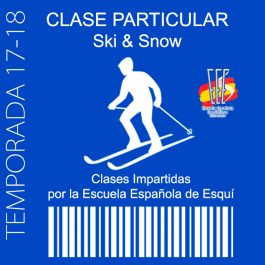 TEMPORADA 17-18
CLASE PARTICULAR
Ski & Snow
Clases Impartidas
por la Escuela Española de Esquí